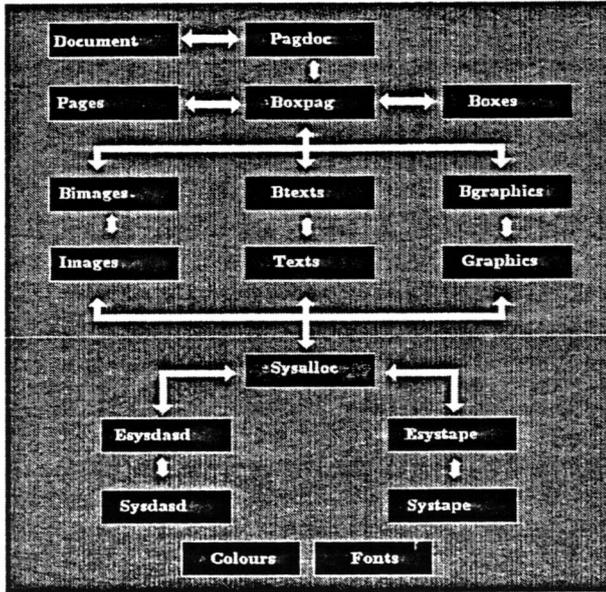 Document Pagdoc
Pages Boxpag Boxes
Bimages Btexts Bgraphics
Images Texts Graphics
Sysalloc
Esysdasd Esystape
Sysdasd Systape
Colours Fonts